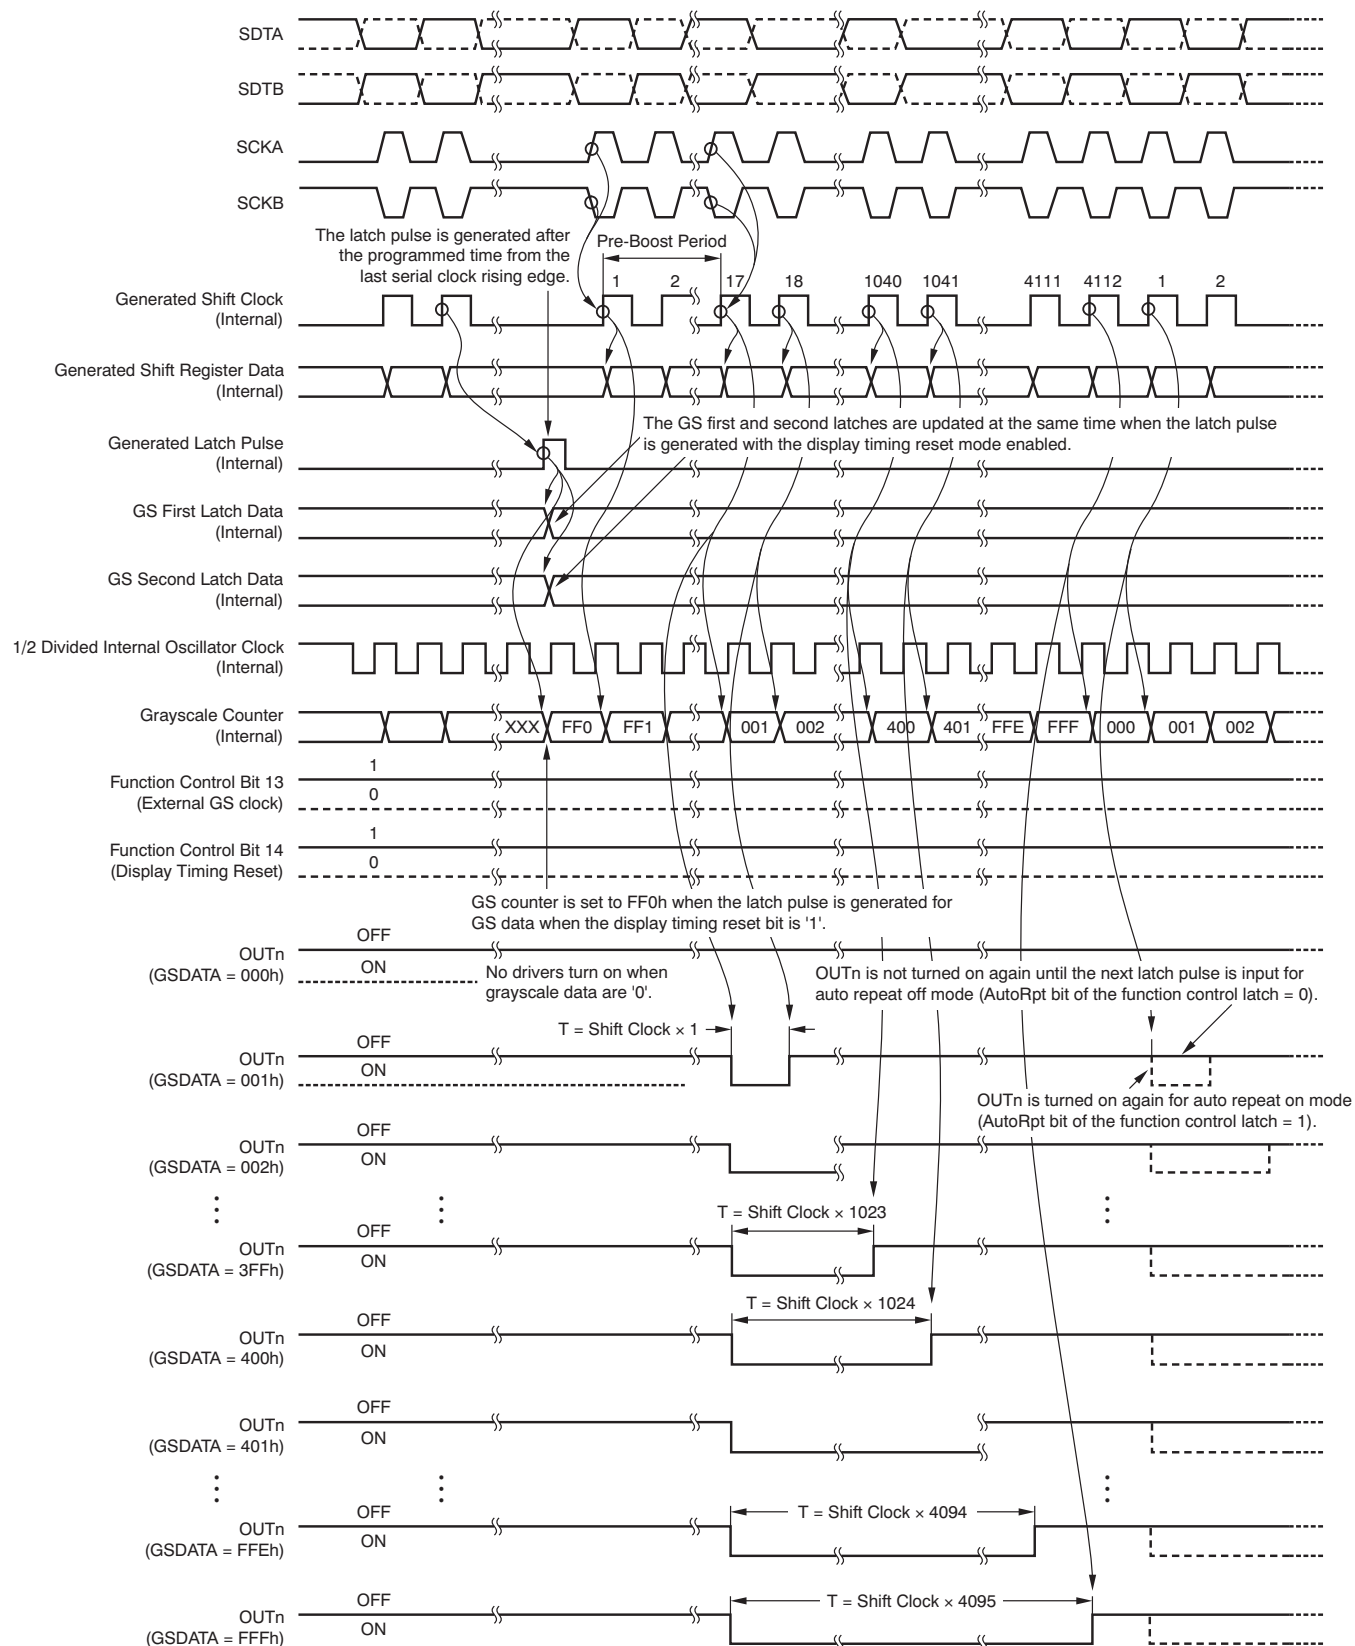 SDTA
SDTB
SCKA
SCKB
The latch pulse is generated after
the programmed time from the
last serial clock rising edge.
Pre-Boost Period
Generated Shift Clock
(Internal)
1 2 17 18 1040 1041 4111 4112 1 2
Generated Shift Register Data
(Internal)
The GS first and second latches are updated at the same time when the latch pulse
is generated with the display timing reset mode enabled.
Generated Latch Pulse
(Internal)
GS First Latch Data
(Internal)
GS Second Latch Data
(Internal)
1/2 Divided Internal Oscillator Clock
(Internal)
Grayscale Counter
(Internal)
XXX FF0 FF1 001 002 400 401 FFE FFF 000 001 002
Function Control Bit 13
(External GS clock)
1
0
Function Control Bit 14
(Display Timing Reset)
1
0
GS counter is set to FF0h when the latch pulse is generated for
GS data when the display timing reset bit is '1'.
OUTn
(GSDATA = 000h)
OFF
ON
No drivers turn on when
grayscale data are '0'.
OUTn is not turned on again until the next latch pulse is input for
auto repeat off mode (AutoRpt bit of the function control latch = 0).
T = Shift Clock × 1
OUTn
(GSDATA = 001h)
OFF
ON
OUTn is turned on again for auto repeat on mode
(AutoRpt bit of the function control latch = 1).
OUTn
(GSDATA = 002h)
OFF
ON
T = Shift Clock × 1023
OUTn
(GSDATA = 3FFh)
OFF
ON
T = Shift Clock × 1024
OUTn
(GSDATA = 400h)
OFF
ON
OUTn
(GSDATA = 401h)
OFF
ON
T = Shift Clock × 4094
OUTn
(GSDATA = FFEh)
OFF
ON
T = Shift Clock × 4095
OUTn
(GSDATA = FFFh)
OFF
ON